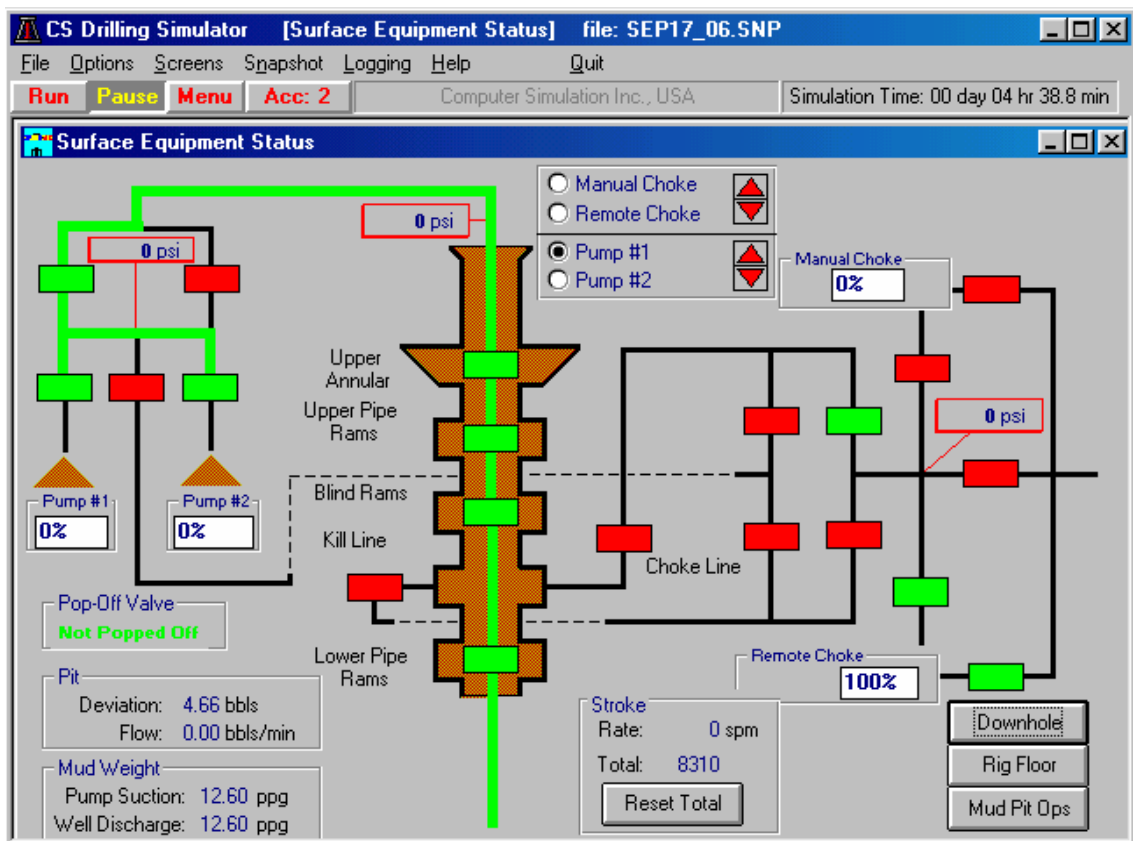 CS Drilling Simulator [Surface Equipment Status] file: SEP17_06.SNP
File Options Screens Snapshot Logging Help Quit
Run Pause Menu Acc: 2 Computer Simulation Inc., USA Simulation Time: 00 day 04 hr 38.8 min
Surface Equipment Status
Manual Choke
Remote Choke
Pump #1
Pump #2
0 psi
0 psi
Manual Choke
0%
Upper
Annular
Upper Pipe
Rams
0 psi
Blind Rams
Pump #1
0%
Pump #2
0%
Kill Line
Choke Line
Pop-Off Valve
Not Popped Off
Lower Pipe
Rams
Remote Choke
100%
Pit
Deviation: 4.66 bbls
Flow: 0.00 bbls/min
Stroke
Rate: 0 spm
Total: 8310
Reset Total
Downhole
Rig Floor
Mud Pit Ops
Mud Weight
Pump Suction: 12.60 ppg
Well Discharge: 12.60 ppg